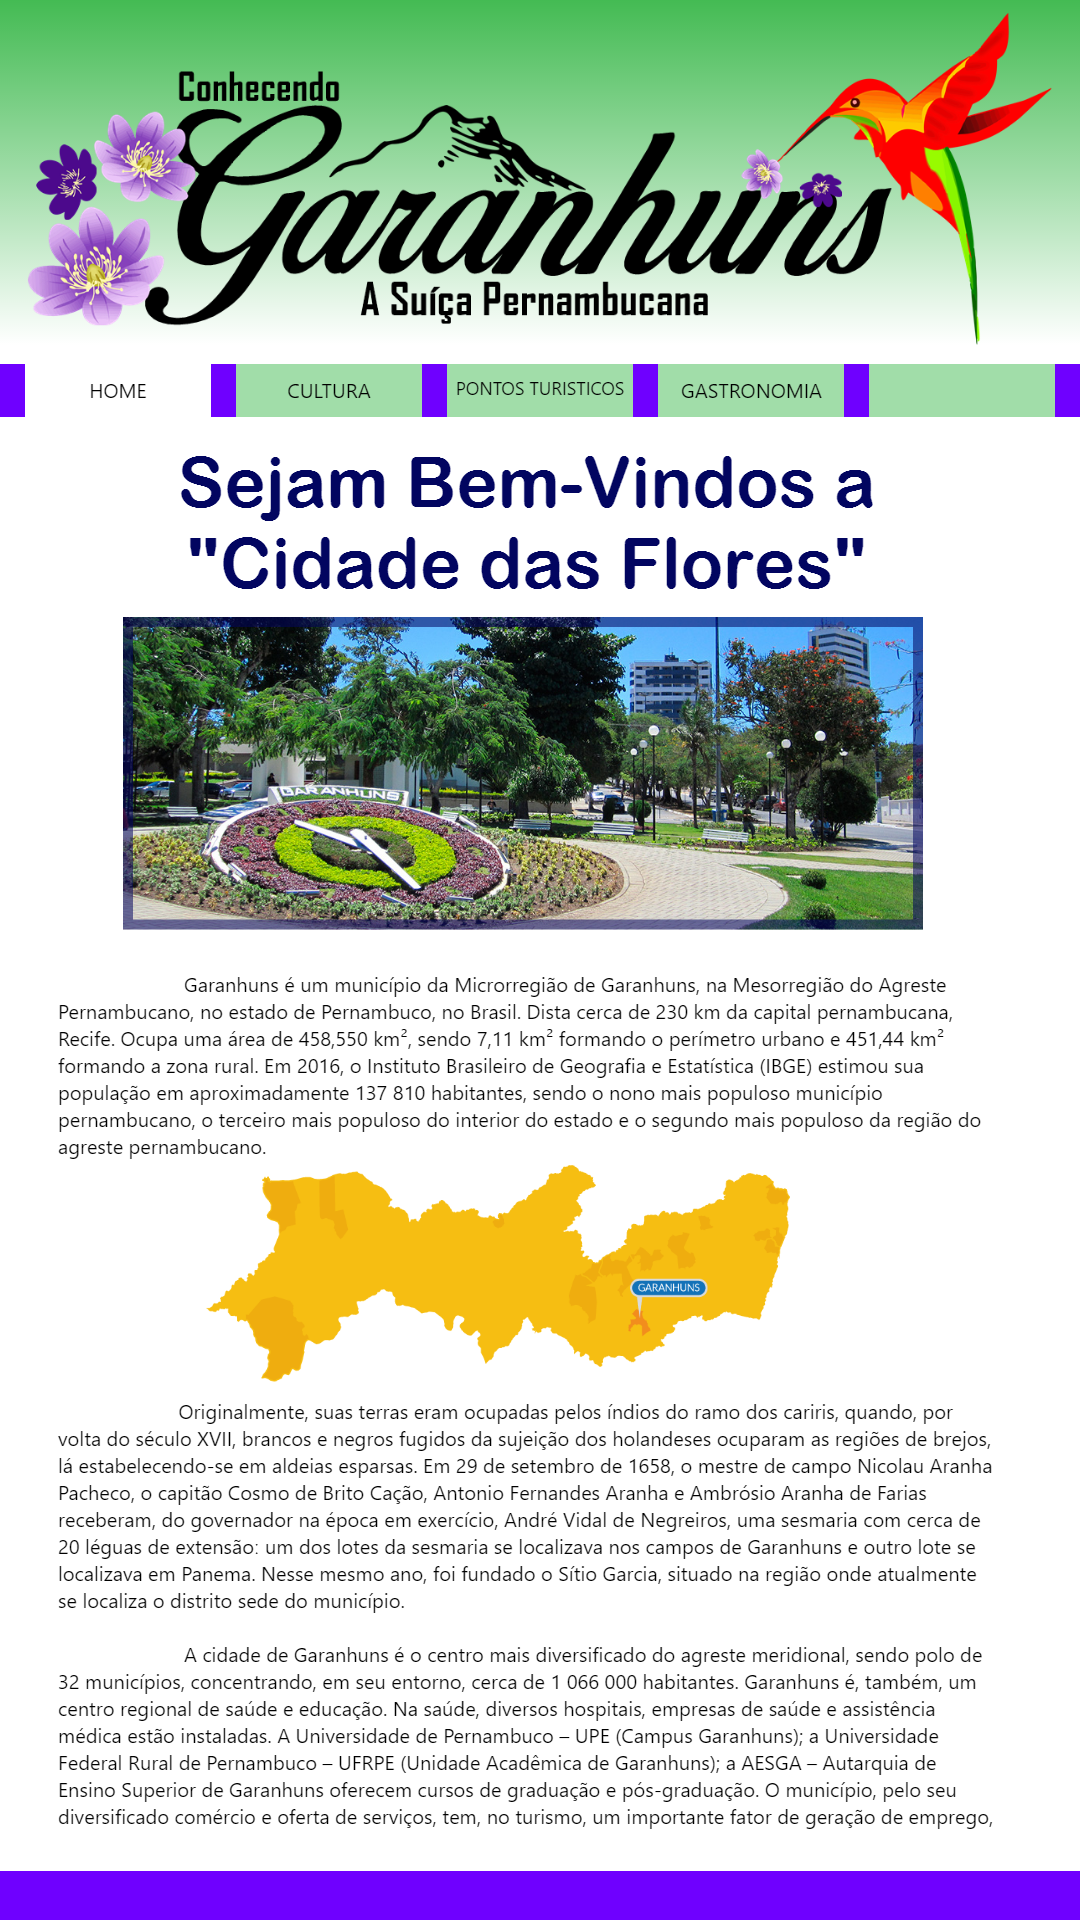 Conhecendo
Garanhuns
A Suíça Pernambucana
HOME
CULTURA
PONTOS TURISTICOS
GASTRONOMIA
Sejam Bem-Vindos a
"Cidade das Flores"
GARANHUNS
Garanhuns é um município da Microrregião de Garanhuns, na Mesorregião do Agreste
Pernambucano, no estado de Pernambuco, no Brasil. Dista cerca de 230 km da capital pernambucana,
Recife. Ocupa uma área de 458,550 km², sendo 7,11 km² formando o perímetro urbano e 451,44 km²
formando a zona rural. Em 2016, o Instituto Brasileiro de Geografia e Estatística (IBGE) estimou sua
população em aproximadamente 137 810 habitantes, sendo o nono mais populoso município
pernambucano, o terceiro mais populoso do interior do estado e o segundo mais populoso da região do
agreste pernambucano.
GARANHUNS
Originalmente, suas terras eram ocupadas pelos índios do ramo dos cariris, quando, por
volta do século XVII, brancos e negros fugidos da sujeição dos holandeses ocuparam as regiões de brejos,
lá estabelecendo-se em aldeias esparsas. Em 29 de setembro de 1658, o mestre de campo Nicolau Aranha
Pacheco, o capitão Cosmo de Brito Cação, Antonio Fernandes Aranha e Ambrósio Aranha de Farias
receberam, do governador na época em exercício, André Vidal de Negreiros, uma sesmaria com cerca de
20 léguas de extensão: um dos lotes da sesmaria se localizava nos campos de Garanhuns e outro lote se
localizava em Panema. Nesse mesmo ano, foi fundado o Sítio Garcia, situado na região onde atualmente
se localiza o distrito sede do município.
A cidade de Garanhuns é o centro mais diversificado do agreste meridional, sendo polo de
32 municípios, concentrando, em seu entorno, cerca de 1 066 000 habitantes. Garanhuns é, também, um
centro regional de saúde e educação. Na saúde, diversos hospitais, empresas de saúde e assistência
médica estão instaladas. A Universidade de Pernambuco – UPE (Campus Garanhuns); a Universidade
Federal Rural de Pernambuco – UFRPE (Unidade Acadêmica de Garanhuns); a AESGA – Autarquia de
Ensino Superior de Garanhuns oferecem cursos de graduação e pós-graduação. O município, pelo seu
diversificado comércio e oferta de serviços, tem, no turismo, um importante fator de geração de emprego,